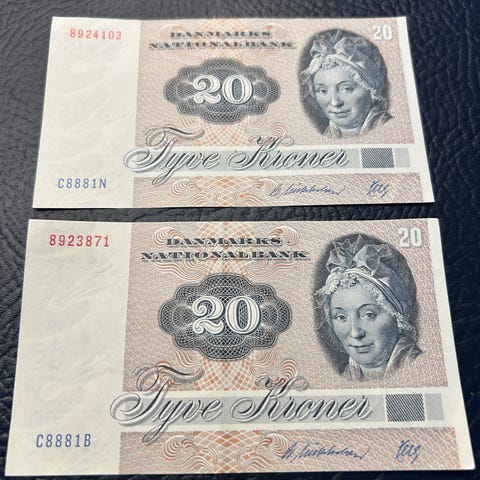 8924103
DANMARKS
NATIONALBANK
20
20
Tyve Kroner
C8881N
8923871
DANMARKS
NATIONALBANK
20
20
Tyve Kroner
C8881B